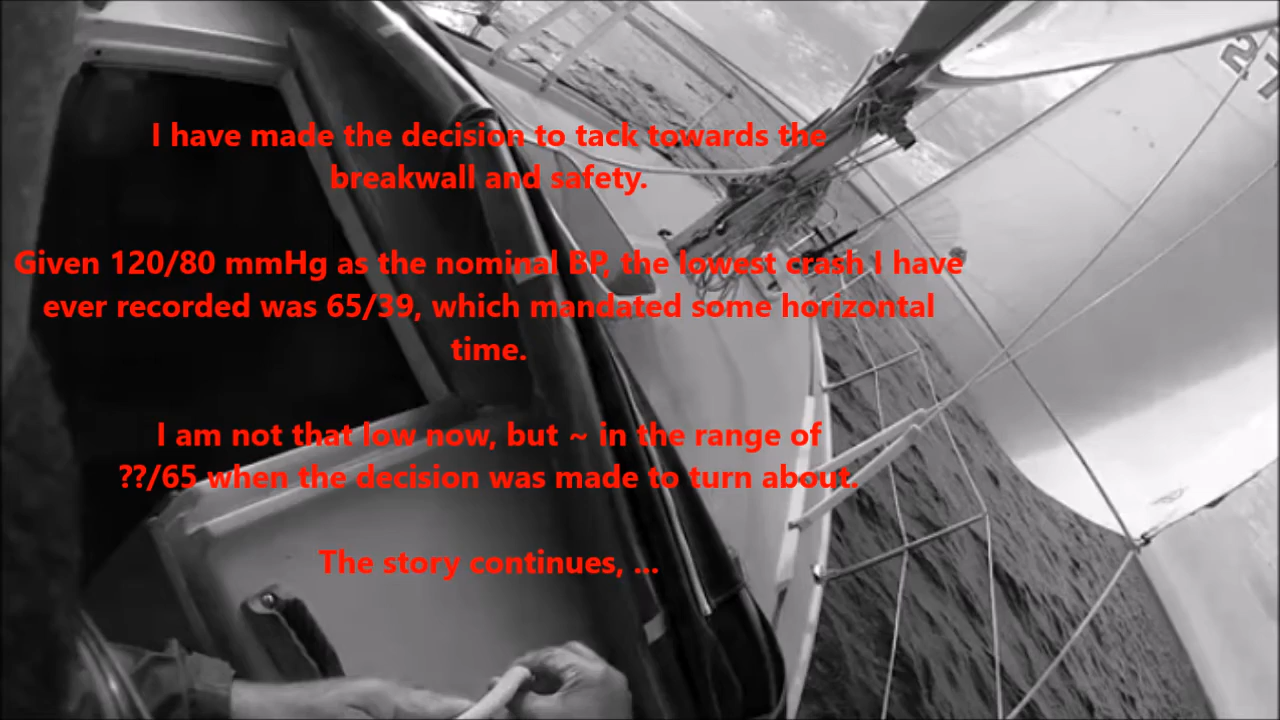 I have made the decision to tack towards the
breakwall and safety.
Given 120/80 mmHg as the nominal BP, the lowest crash I have
ever recorded was 65/39, which mandated some horizontal
time.
I am not that low now, but ~ in the range of
??/65 when the decision was made to turn about.
The story continues, ...